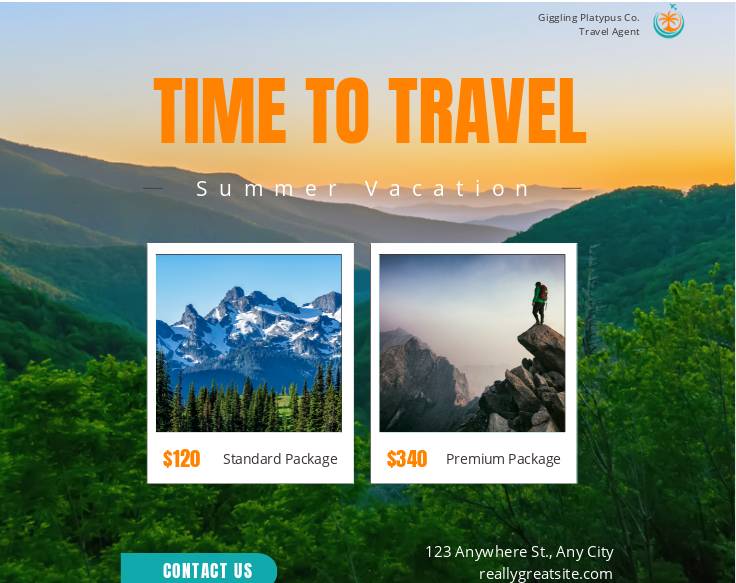 Giggling Platypus Co.
Travel Agent
TIME TO TRAVEL
Summer Vacation
$120 Standard Package
$340 Premium Package
123 Anywhere St., Any City
reallygreatsite.com
CONTACT US